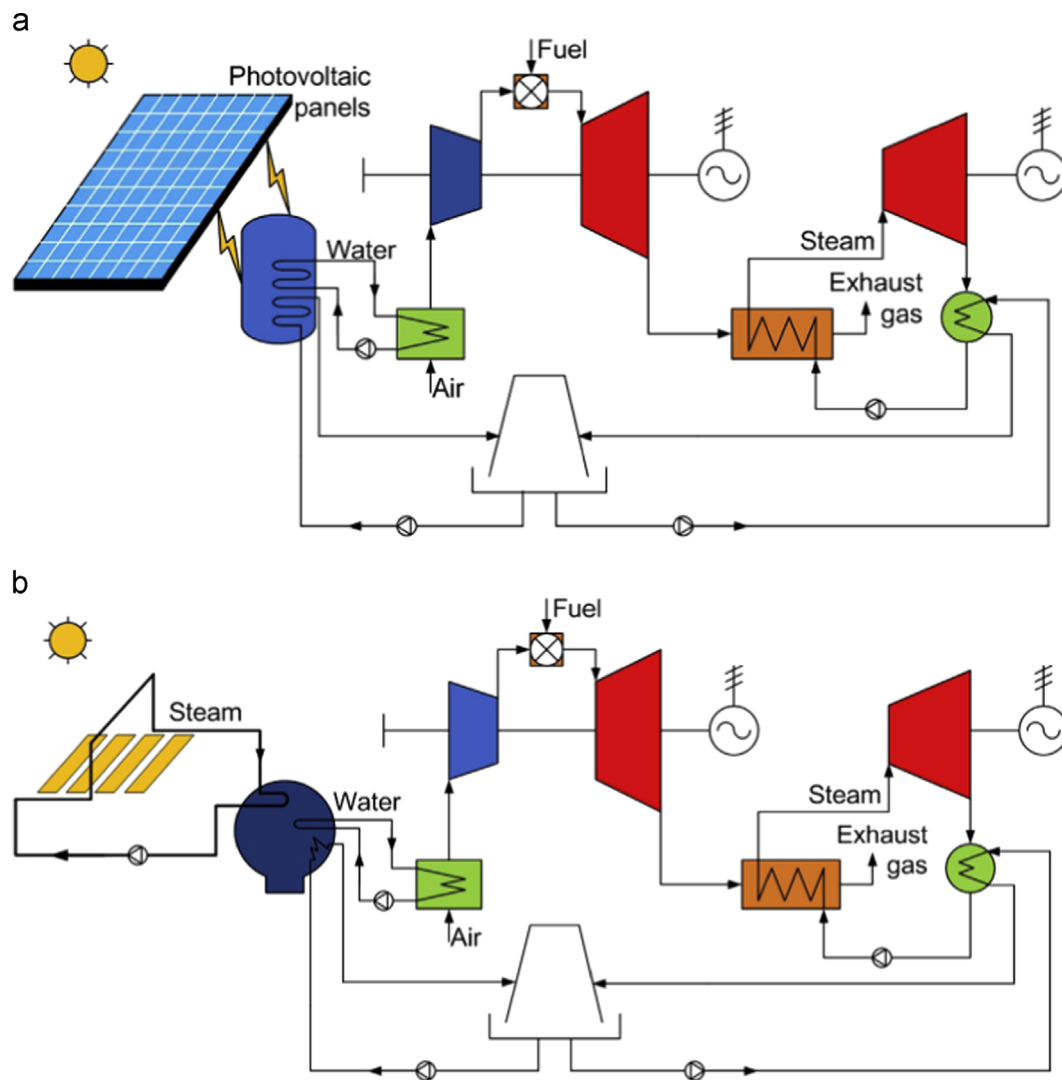 a
Fuel
Photovoltaic
panels
Water
Steam
Exhaust
gas
Air
b
Fuel
Steam
Water
Steam
Exhaust
gas
Air